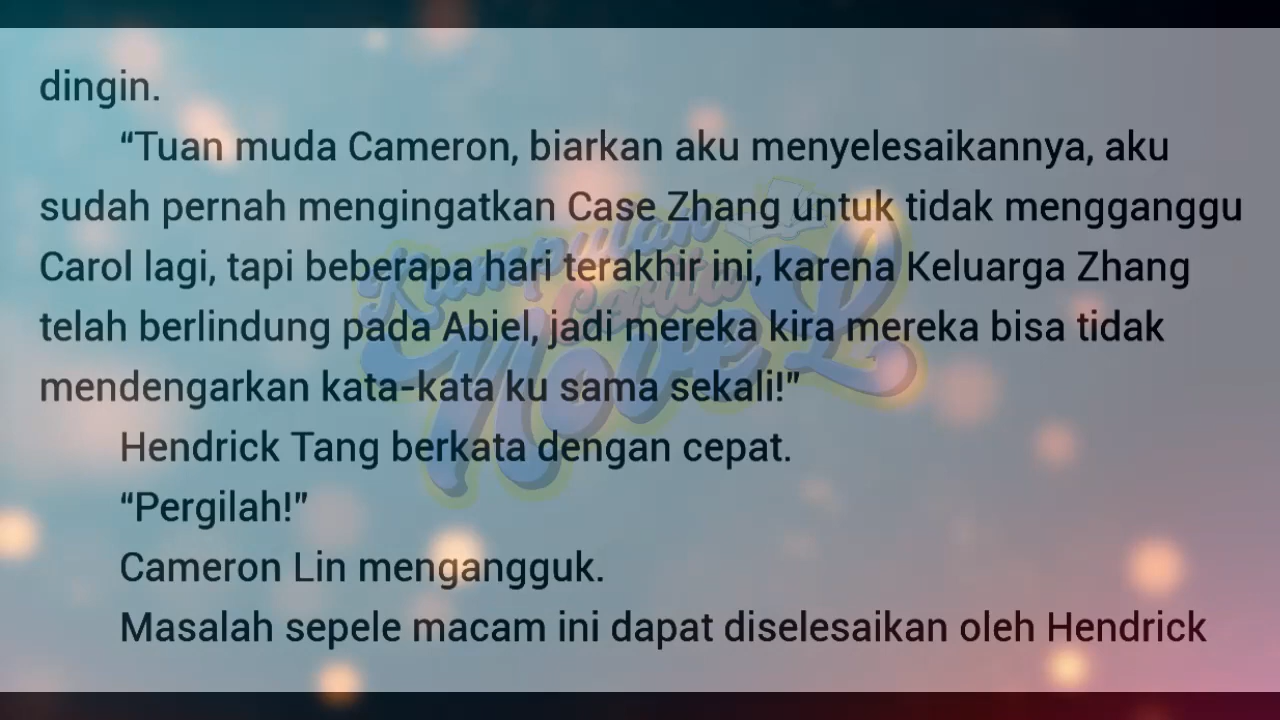 dingin.
“Tuan muda Cameron, biarkan aku menyelesaikannya, aku
sudah pernah mengingatkan Case Zhang untuk tidak mengganggu
Carol lagi, tapi beberapa hari terakhir ini, karena Keluarga Zhang
telah berlindung pada Abiel, jadi mereka kira mereka bisa tidak
mendengarkan kata-kata ku sama sekali!”
Hendrick Tang berkata dengan cepat.
“Pergilah!”
Cameron Lin mengangguk.
Masalah sepele macam ini dapat diselesaikan oleh Hendrick
Kumpulan
Cerita
NoveL